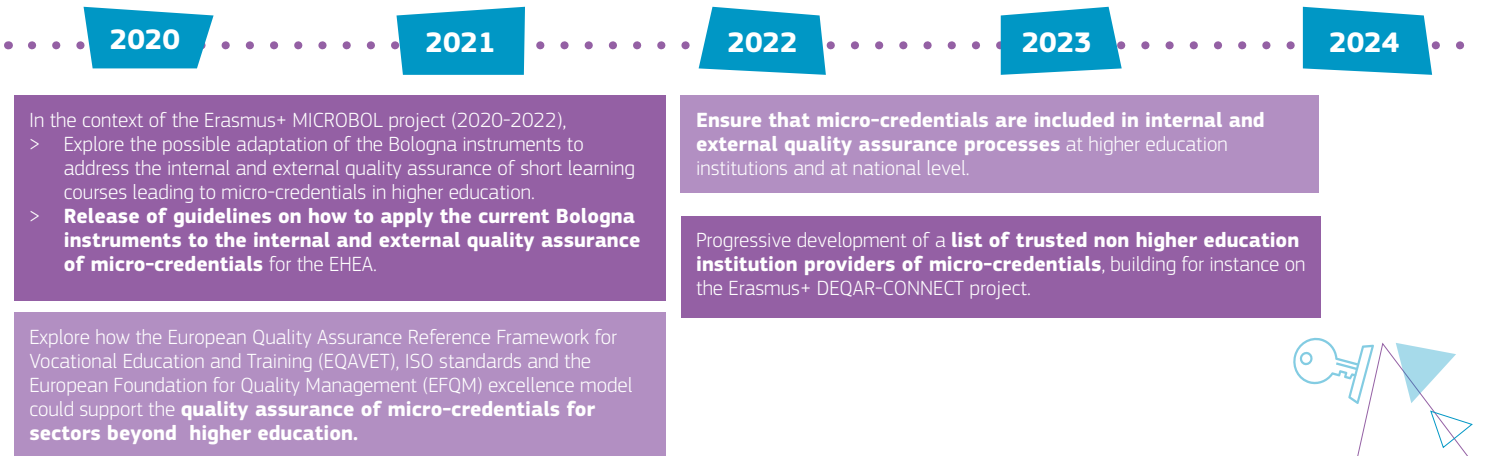 2020
2021
2022
2023
2024
In the context of the Erasmus+ MICROBOL project (2020-2022),
> Explore the possible adaptation of the Bologna instruments to
address the internal and external quality assurance of short learning
courses leading to micro-credentials in higher education.
> Release of guidelines on how to apply the current Bologna
instruments to the internal and external quality assurance
of micro-credentials for the EHEA.
Explore how the European Quality Assurance Reference Framework for
Vocational Education and Training (EQAVET), ISO standards and the
European Foundation for Quality Management (EFQM) excellence model
could support the quality assurance of micro-credentials for
sectors beyond higher education.
Ensure that micro-credentials are included in internal and
external quality assurance processes at higher education
institutions and at national level.
Progressive development of a list of trusted non higher education
institution providers of micro-credentials, building for instance on
the Erasmus+ DEQAR-CONNECT project.